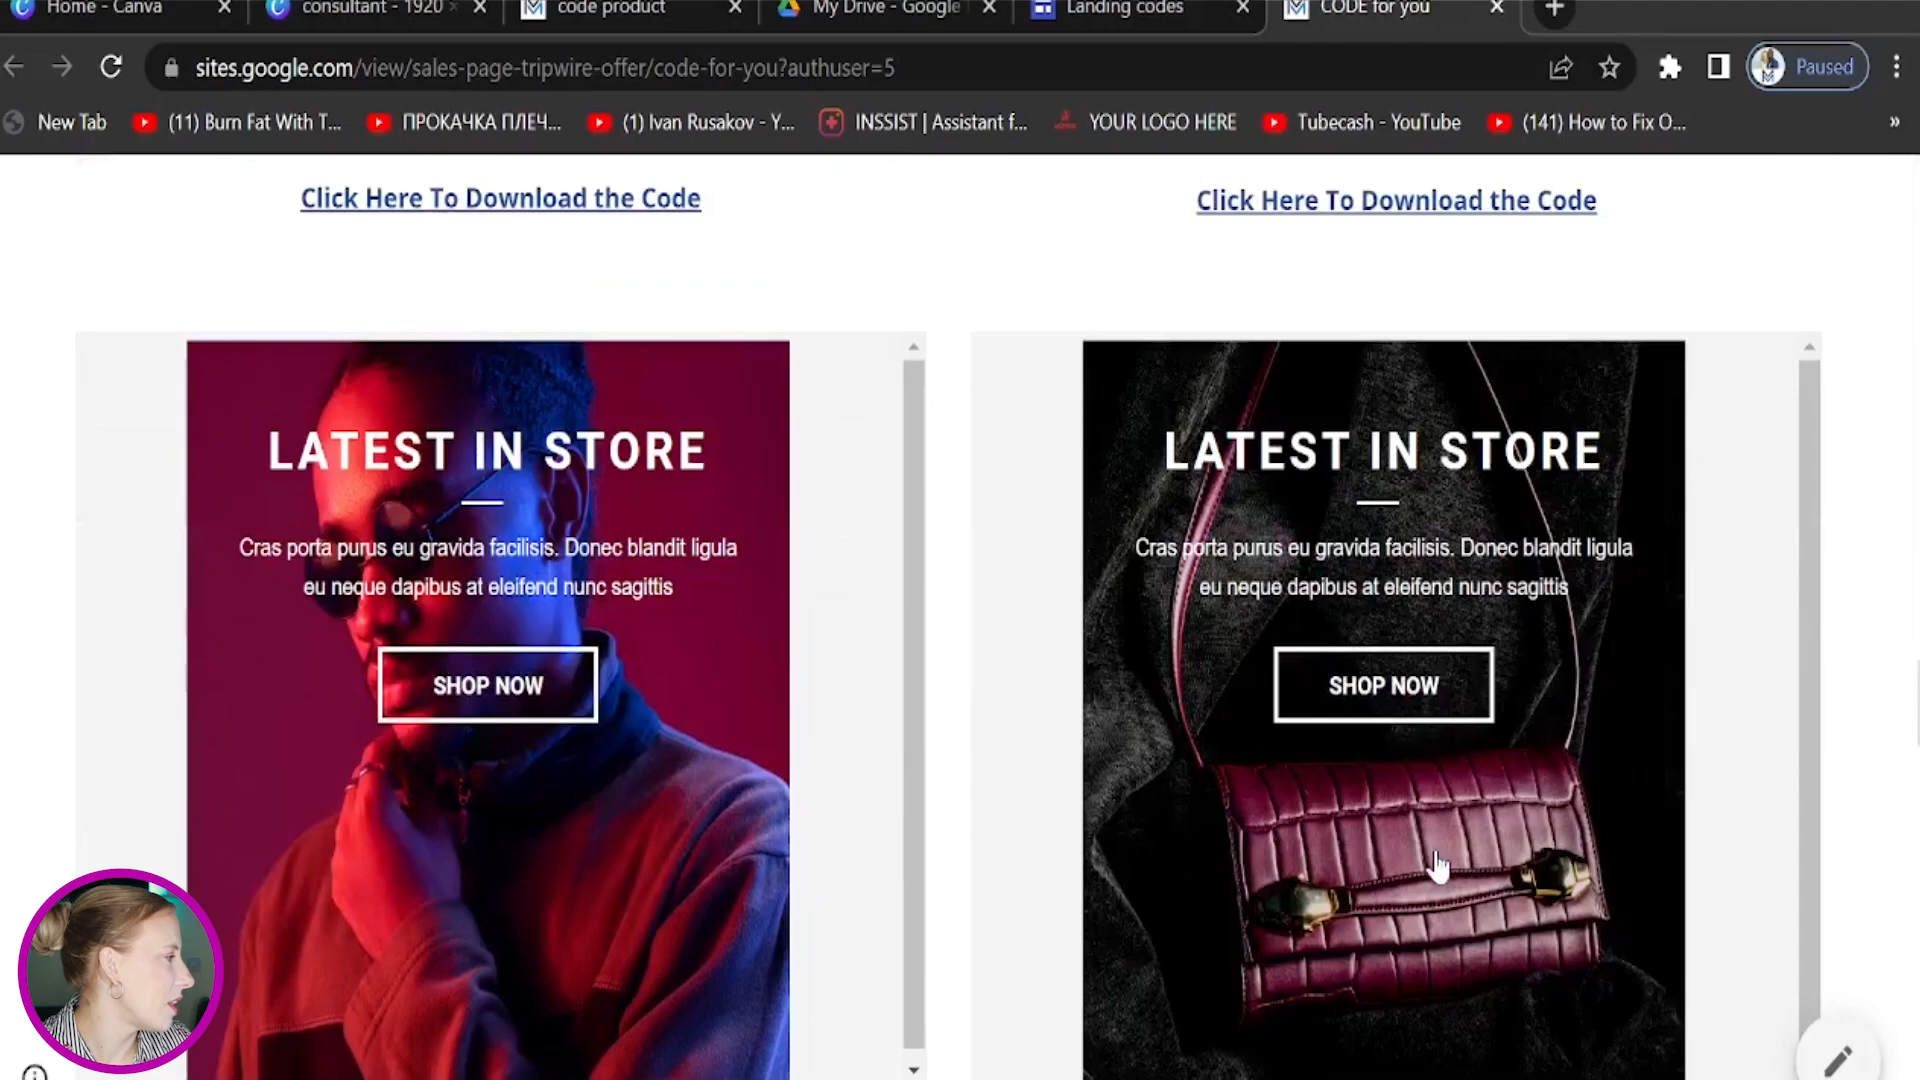 Home - Canva
consultant - 1920
code product
My Drive - Google
Landing codes
CODE for you
sites.google.com/view/sales-page-tripwire-offer/code-for-you?authuser=5
Paused
New Tab
(11) Burn Fat With T...
ПРОКАЧКА ПЛЕЧ...
(1) Ivan Rusakov - Y...
INSSIST | Assistant f...
YOUR LOGO HERE
Tubecash - YouTube
(141) How to Fix O...
»
Click Here To Download the Code
Click Here To Download the Code
LATEST IN STORE
Cras porta purus eu gravida facilisis. Donec blandit ligula
eu neque dapibus at eleifend nunc sagittis
SHOP NOW
LATEST IN STORE
Cras porta purus eu gravida facilisis. Donec blandit ligula
eu neque dapibus at eleifend nunc sagittis
SHOP NOW